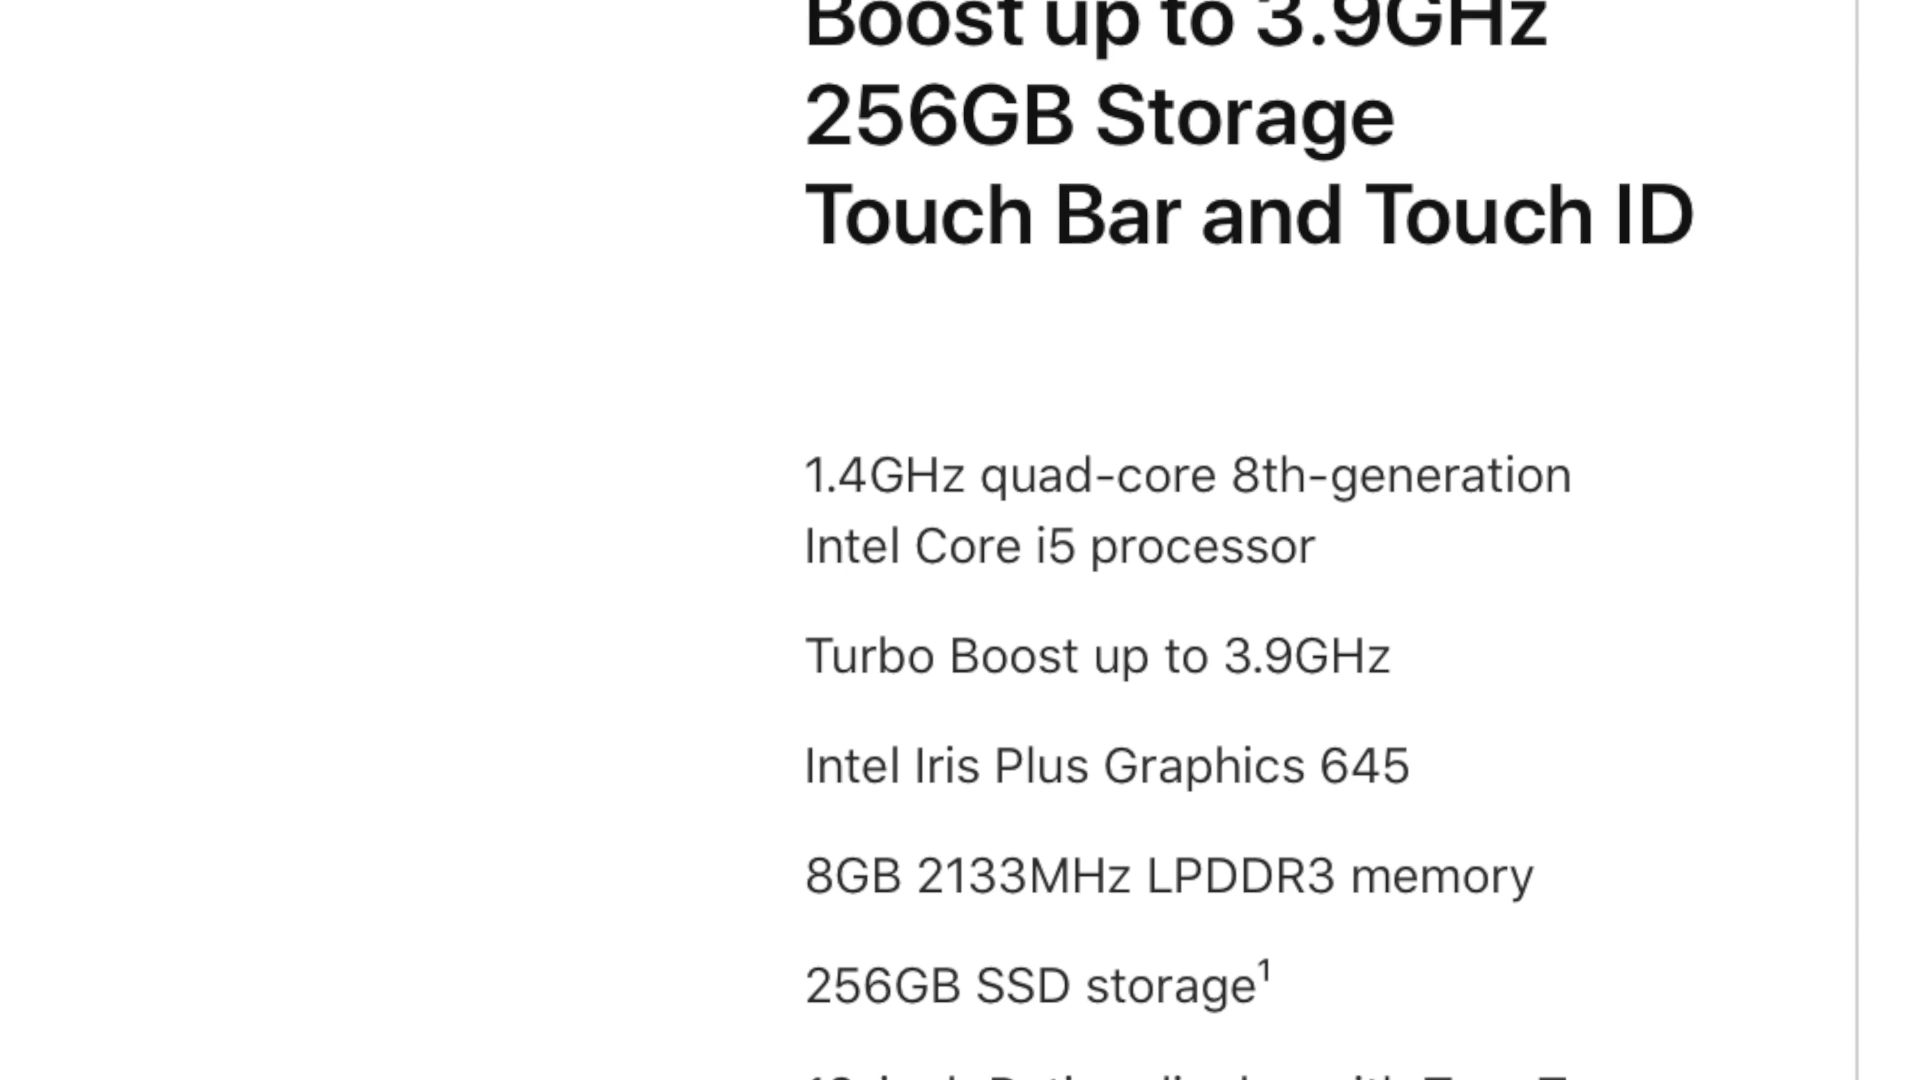 Boost up to 3.9GHz
256GB Storage
Touch Bar and Touch ID
1.4GHz quad-core 8th-generation
Intel Core i5 processor
Turbo Boost up to 3.9GHz
Intel Iris Plus Graphics 645
8GB 2133MHz LPDDR3 memory
256GB SSD storage¹